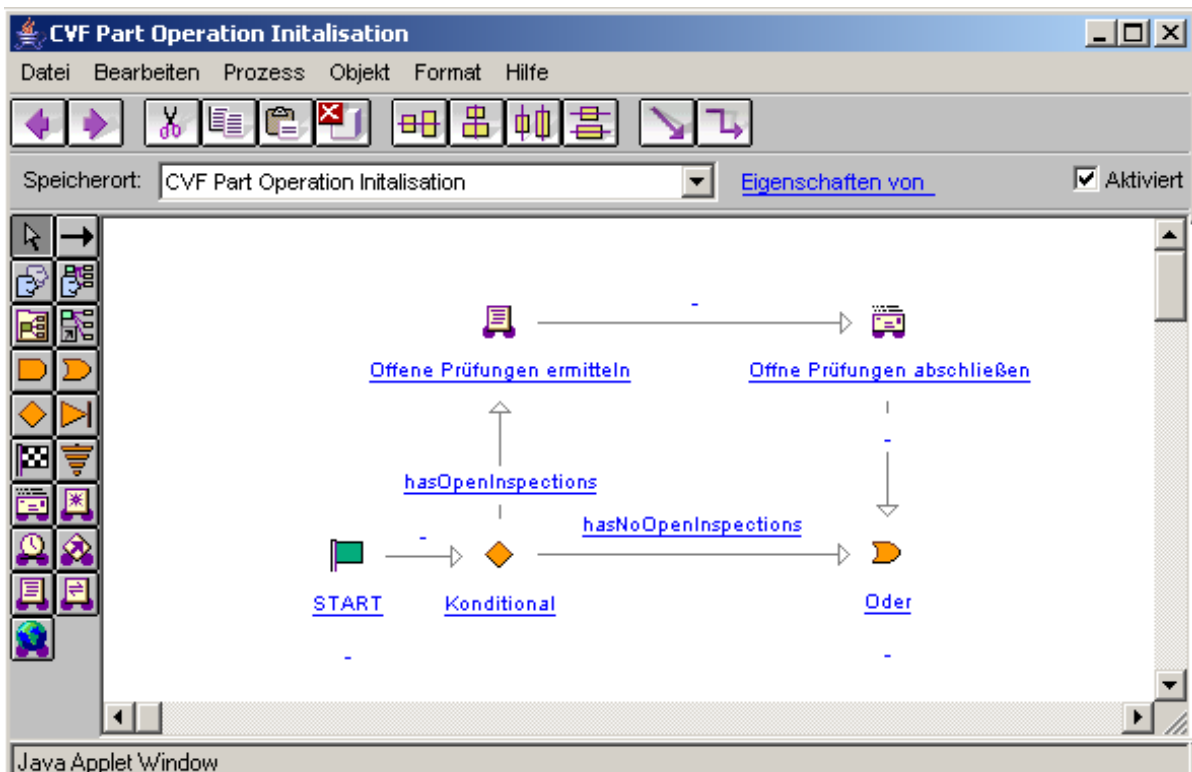 CVF Part Operation Initalisation
Datei Bearbeiten Prozess Objekt Format Hilfe
Speicherort: CVF Part Operation Initalisation Eigenschaften von Aktiviert
-
Offene Prüfungen ermitteln Offne Prüfungen abschließen
-
hasOpenInspections
hasNoOpenInspections
-
START Konditional Oder
- -
Java Applet Window